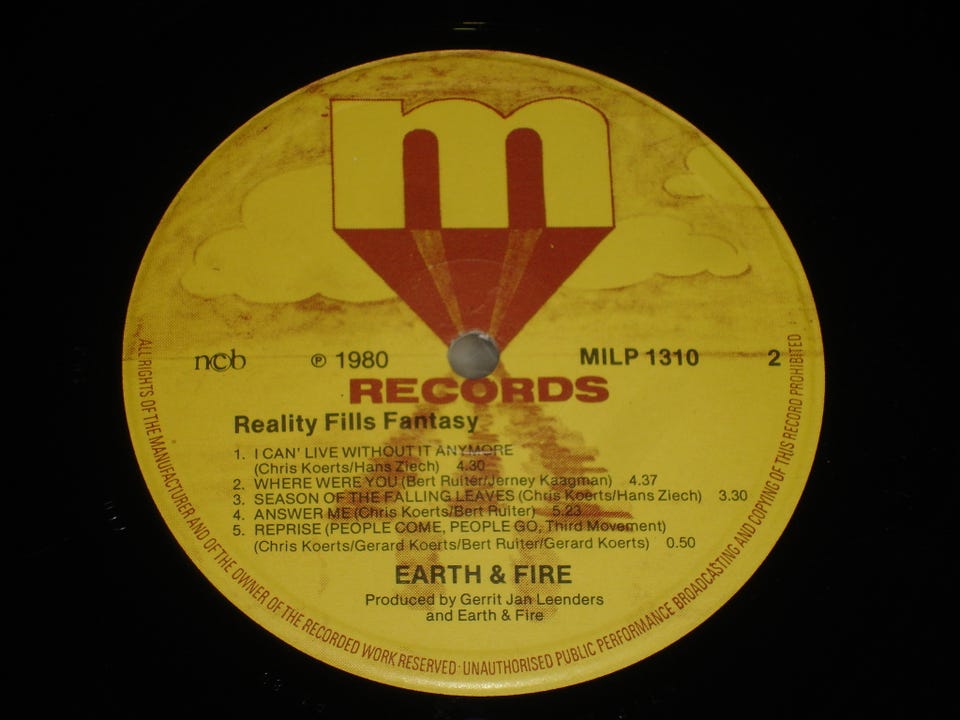 m
ncb
℗ 1980
MILP 1310
2
RECORDS
Reality Fills Fantasy
1. I CAN' LIVE WITHOUT IT ANYMORE
(Chris Koerts/Hans Ziech) 4.30
2. WHERE WERE YOU (Bert Ruiter/Jerney Kaagman) 4.37
3. SEASON OF THE FALLING LEAVES (Chris Koerts/Hans Ziech) 3.30
4. ANSWER ME (Chris Koerts/Bert Ruiter) 5.23
5. REPRISE (PEOPLE COME, PEOPLE GO, Third Movement)
(Chris Koerts/Gerard Koerts/Bert Ruiter/Gerard Koerts) 0.50
EARTH & FIRE
Produced by Gerrit Jan Leenders
and Earth & Fire
ALL RIGHTS OF THE MANUFACTURER AND OF THE OWNER OF THE RECORDED WORK RESERVED · UNAUTHORISED PUBLIC PERFORMANCE BROADCASTING AND COPYING OF THIS RECORD PROHIBITED